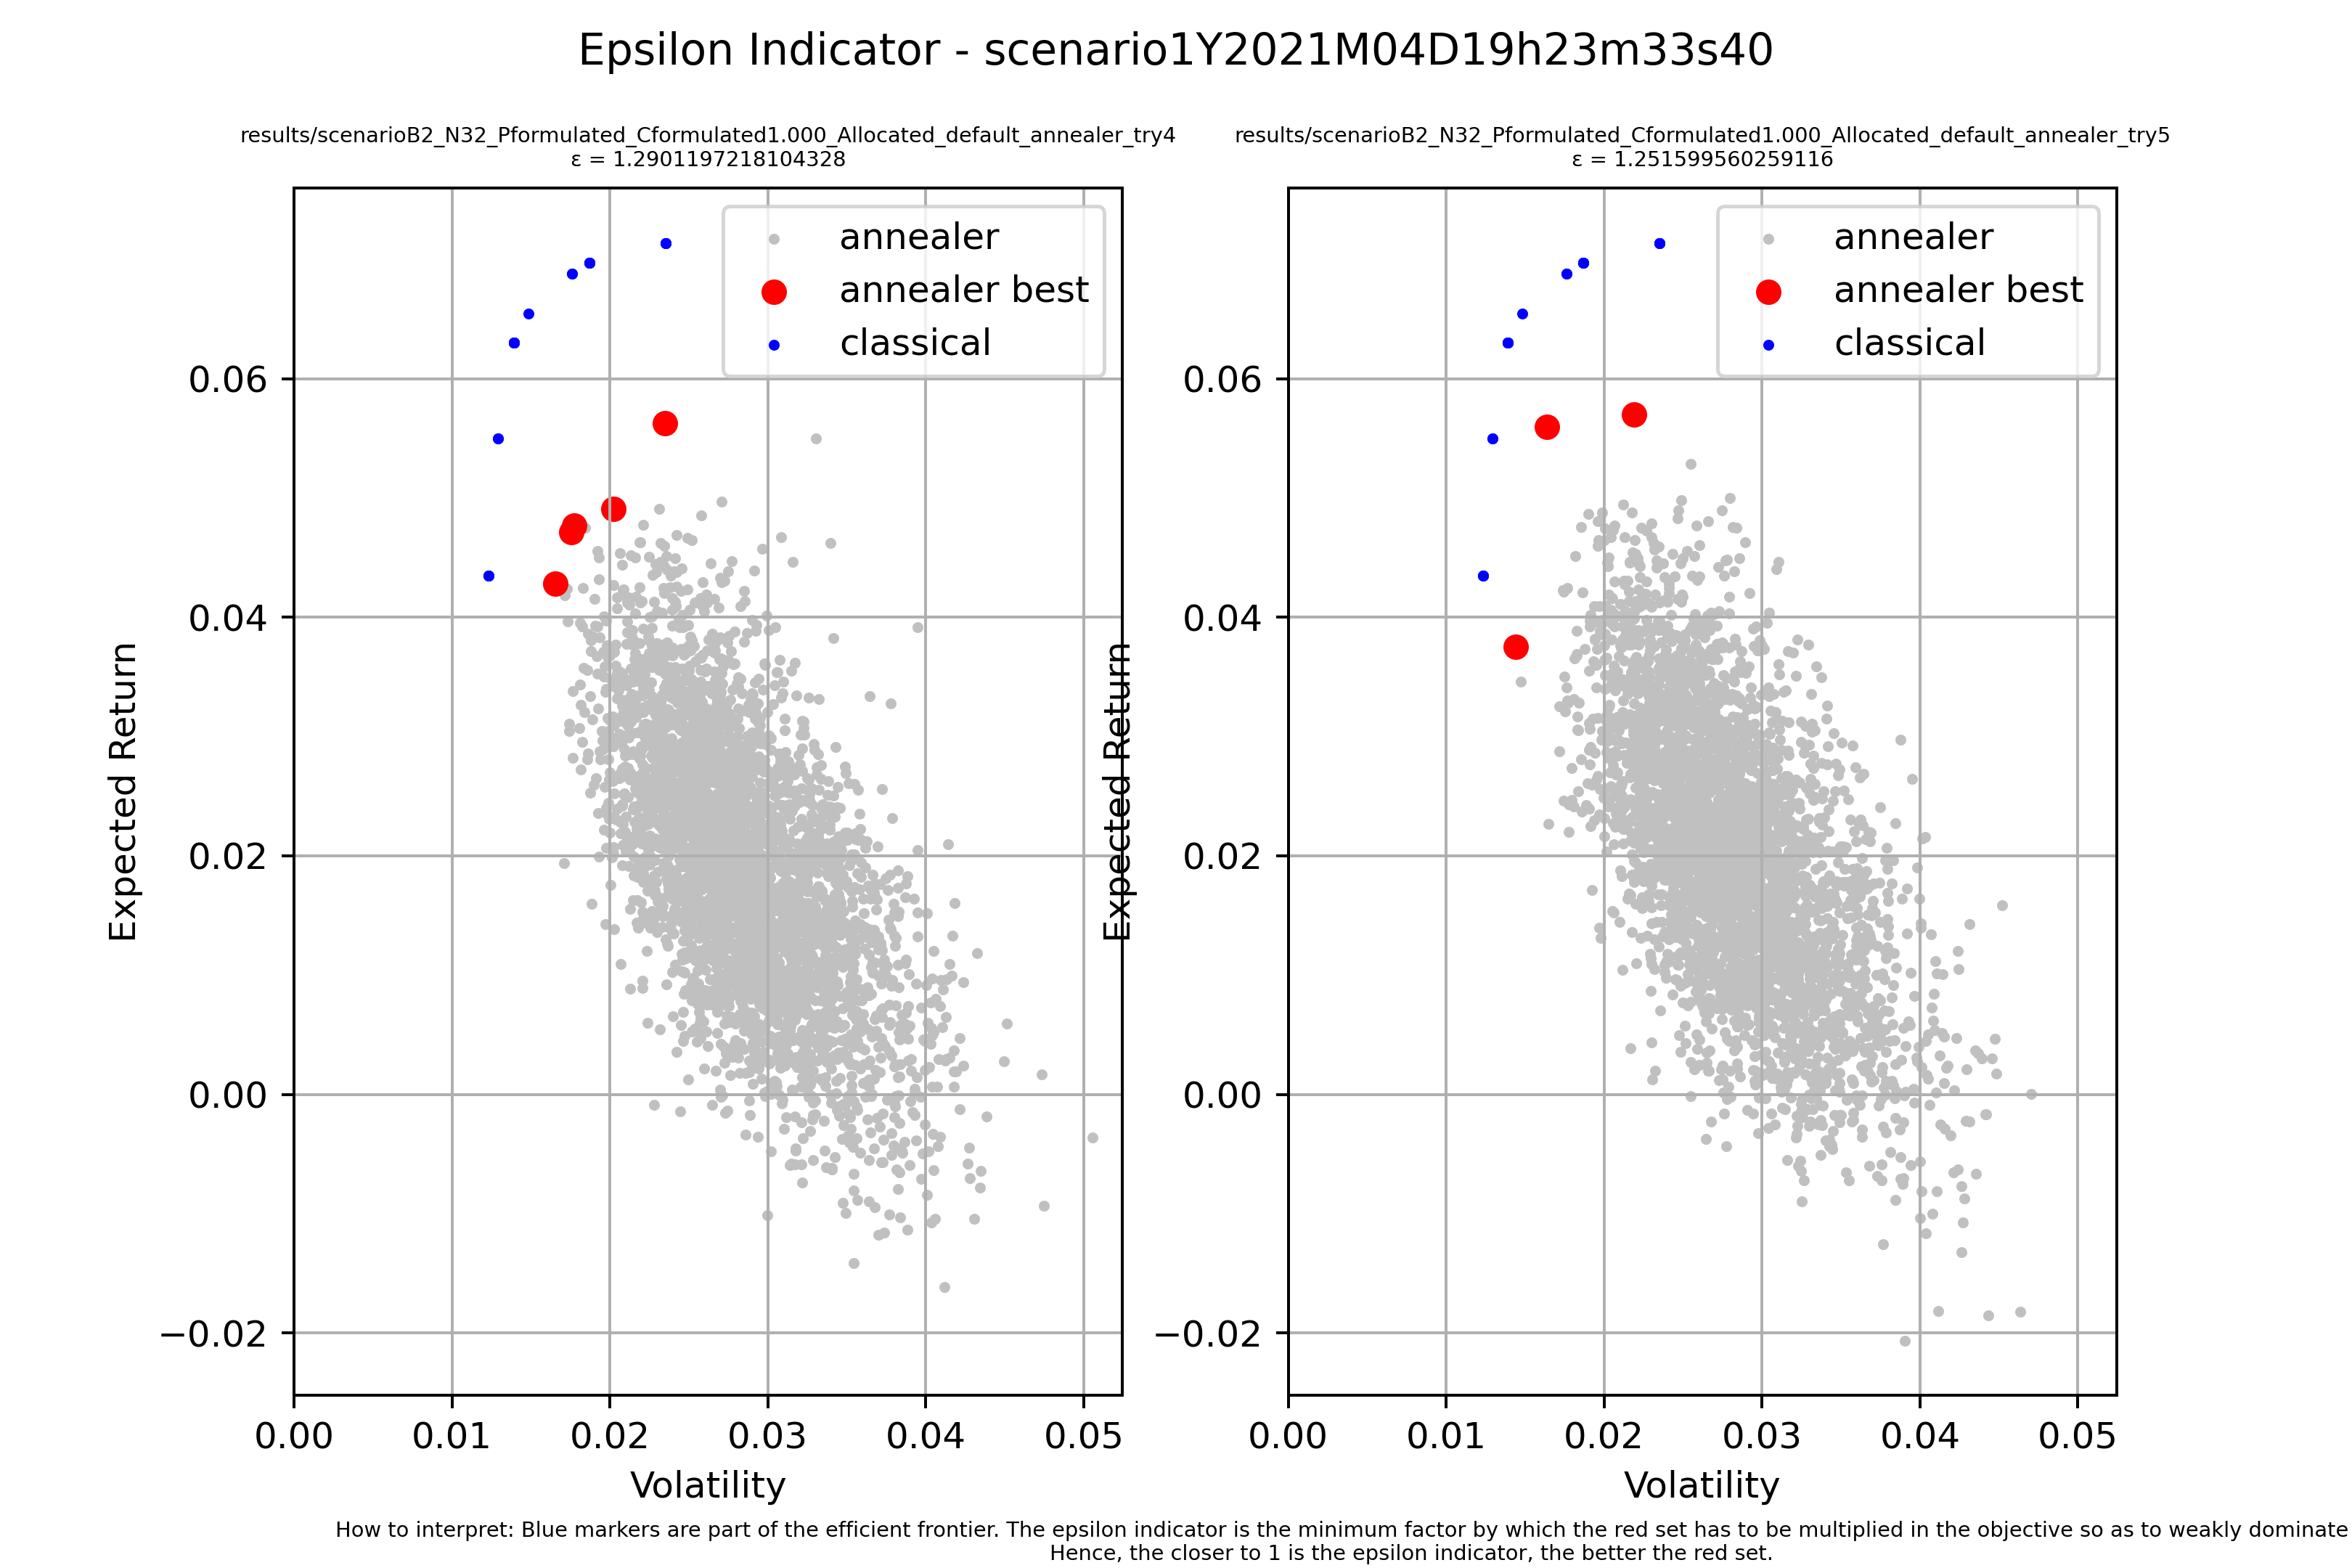 Epsilon Indicator - scenario1Y2021M04D19h23m33s40
results/scenarioB2_N32_Pformulated_Cformulated1.000_Allocated_default_annealer_try4
ε = 1.2901197218104328
annealer
annealer best
classical
0.06
0.04
0.02
0.00
−0.02
Expected Return
0.00 0.01 0.02 0.03 0.04 0.05
Volatility
results/scenarioB2_N32_Pformulated_Cformulated1.000_Allocated_default_annealer_try5
ε = 1.251599560259116
annealer
annealer best
classical
0.06
0.04
0.02
0.00
−0.02
Expected Return
0.00 0.01 0.02 0.03 0.04 0.05
Volatility
How to interpret: Blue markers are part of the efficient frontier. The epsilon indicator is the minimum factor by which the red set has to be multiplied in the objective so as to weakly dominate
Hence, the closer to 1 is the epsilon indicator, the better the red set.